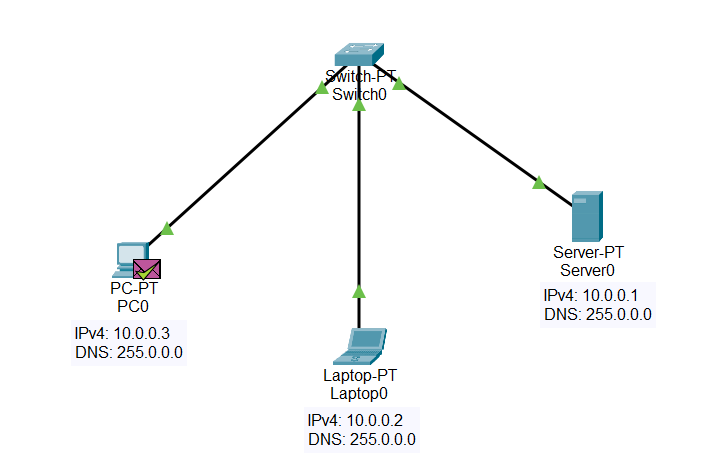 Switch-PT
Switch0
Server-PT
Server0
IPv4: 10.0.0.1
DNS: 255.0.0.0
PC-PT
PC0
IPv4: 10.0.0.3
DNS: 255.0.0.0
Laptop-PT
Laptop0
IPv4: 10.0.0.2
DNS: 255.0.0.0